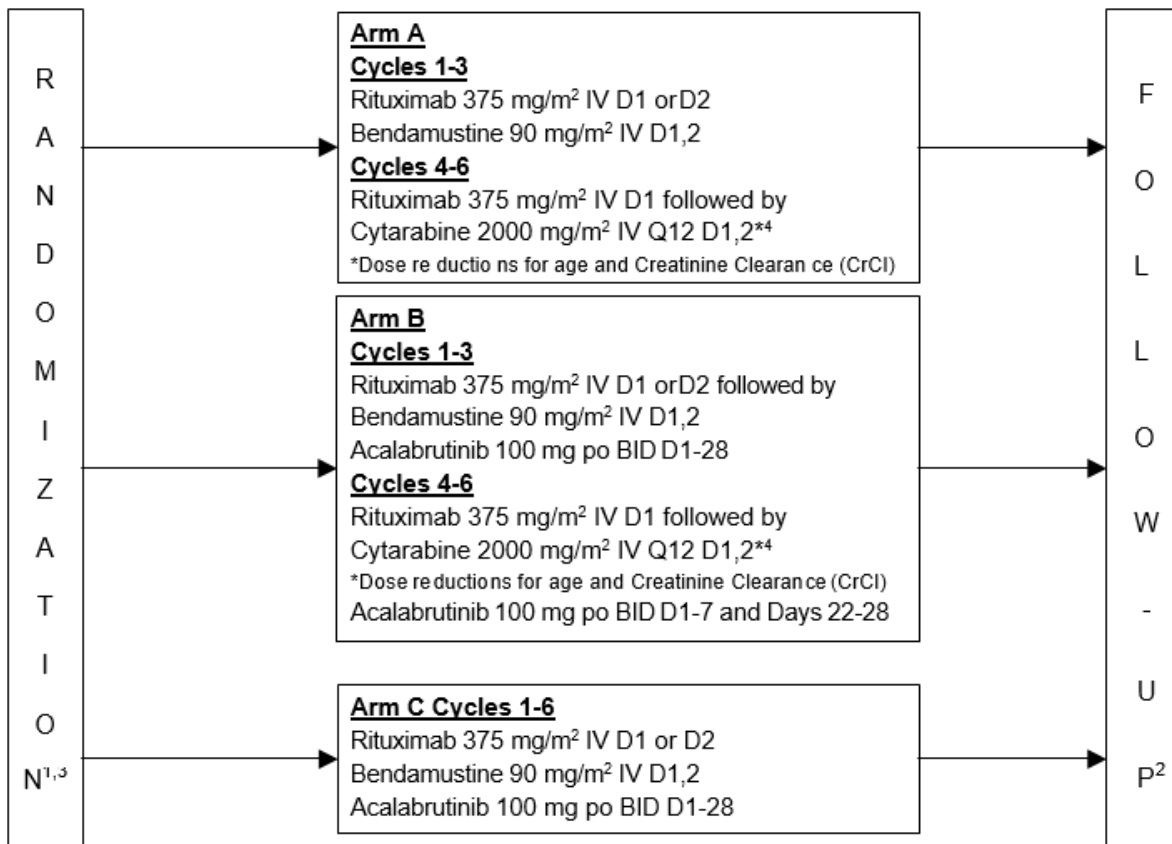 R
A
N
D
O
M
I
Z
A
T
I
O
N1,3
Arm A
Cycles 1-3
Rituximab 375 mg/m² IV D1 orD2
Bendamustine 90 mg/m² IV D1,2
Cycles 4-6
Rituximab 375 mg/m² IV D1 followed by
Cytarabine 2000 mg/m² IV Q12 D1,2*⁴
*Dose re ductio ns for age and Creatinine Clearan ce (CrCl)
Arm B
Cycles 1-3
Rituximab 375 mg/m² IV D1 orD2 followed by
Bendamustine 90 mg/m² IV D1,2
Acalabrutinib 100 mg po BID D1-28
Cycles 4-6
Rituximab 375 mg/m² IV D1 followed by
Cytarabine 2000 mg/m² IV Q12 D1,2*⁴
*Dose reductions for age and Creatinine Clearance (CrCl)
Acalabrutinib 100 mg po BID D1-7 and Days 22-28
Arm C Cycles 1-6
Rituximab 375 mg/m² IV D1 or D2
Bendamustine 90 mg/m² IV D1,2
Acalabrutinib 100 mg po BID D1-28
F
O
L
L
O
W
-
U
P²